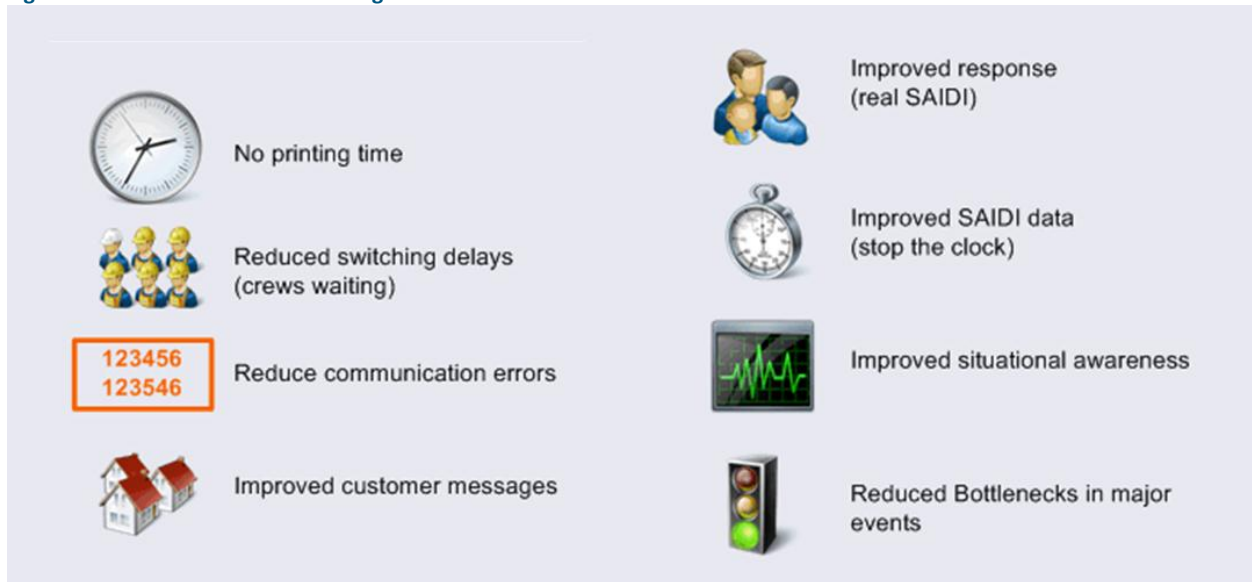 No printing time
Reduced switching delays
(crews waiting)
123456
123546
Reduce communication errors
Improved customer messages
Improved response
(real SAIDI)
Improved SAIDI data
(stop the clock)
Improved situational awareness
Reduced Bottlenecks in major
events